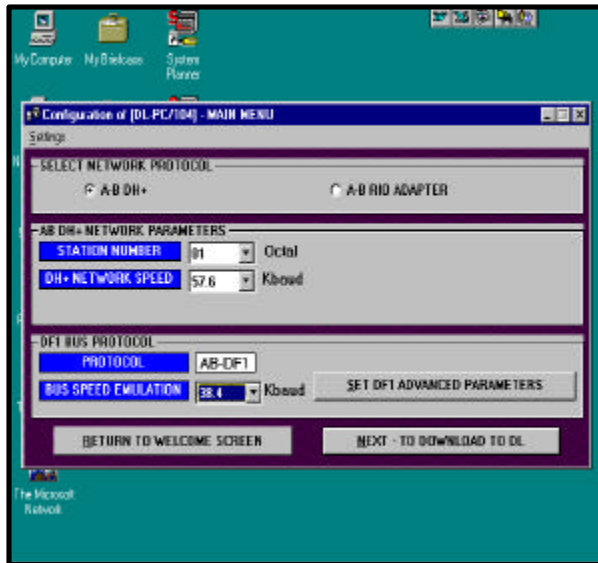 My Computer
My Briefcase
System
Planner
Configuration of [DL-PC/104] - MAIN MENU
Settings
SELECT NETWORK PROTOCOL
A-B DH+
A-B RIO ADAPTER
AB DH+ NETWORK PARAMETERS
STATION NUMBER 01 Octal
DH+ NETWORK SPEED 57.6 Kbaud
DF1 BUS PROTOCOL
PROTOCOL AB-DF1
BUS SPEED EMULATION 38.4 Kbaud SET DF1 ADVANCED PARAMETERS
RETURN TO WELCOME SCREEN NEXT - TO DOWNLOAD TO DL
The Microsoft
Network